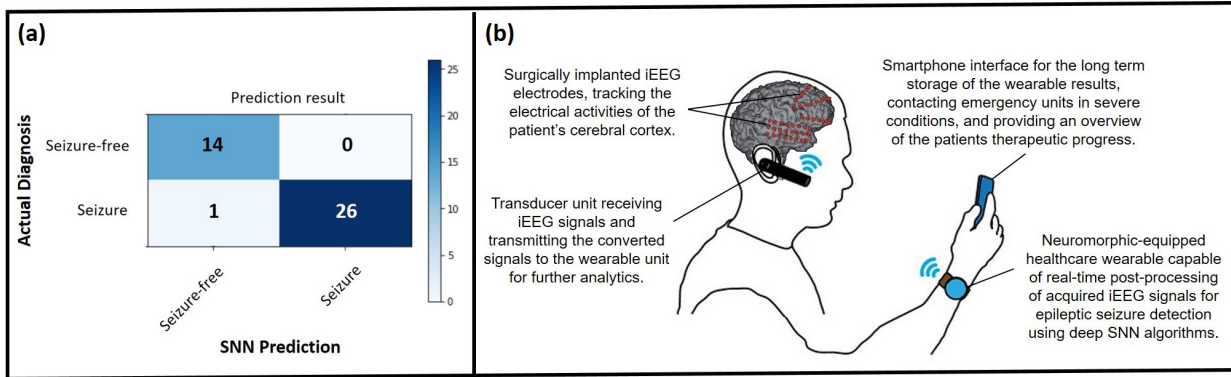 (a)
Prediction result
Actual Diagnosis
Seizure-free
14
0
Seizure
1
26
Seizure-free
Seizure
SNN Prediction
25
20
15
10
5
0
(b)
Surgically implanted iEEG
electrodes, tracking the
electrical activities of the
patient's cerebral cortex.
Transducer unit receiving
iEEG signals and
transmitting the converted
signals to the wearable unit
for further analytics.
Smartphone interface for the long term
storage of the wearable results,
contacting emergency units in severe
conditions, and providing an overview
of the patients therapeutic progress.
Neuromorphic-equipped
healthcare wearable capable
of real-time post-processing
of acquired iEEG signals for
epileptic seizure detection
using deep SNN algorithms.